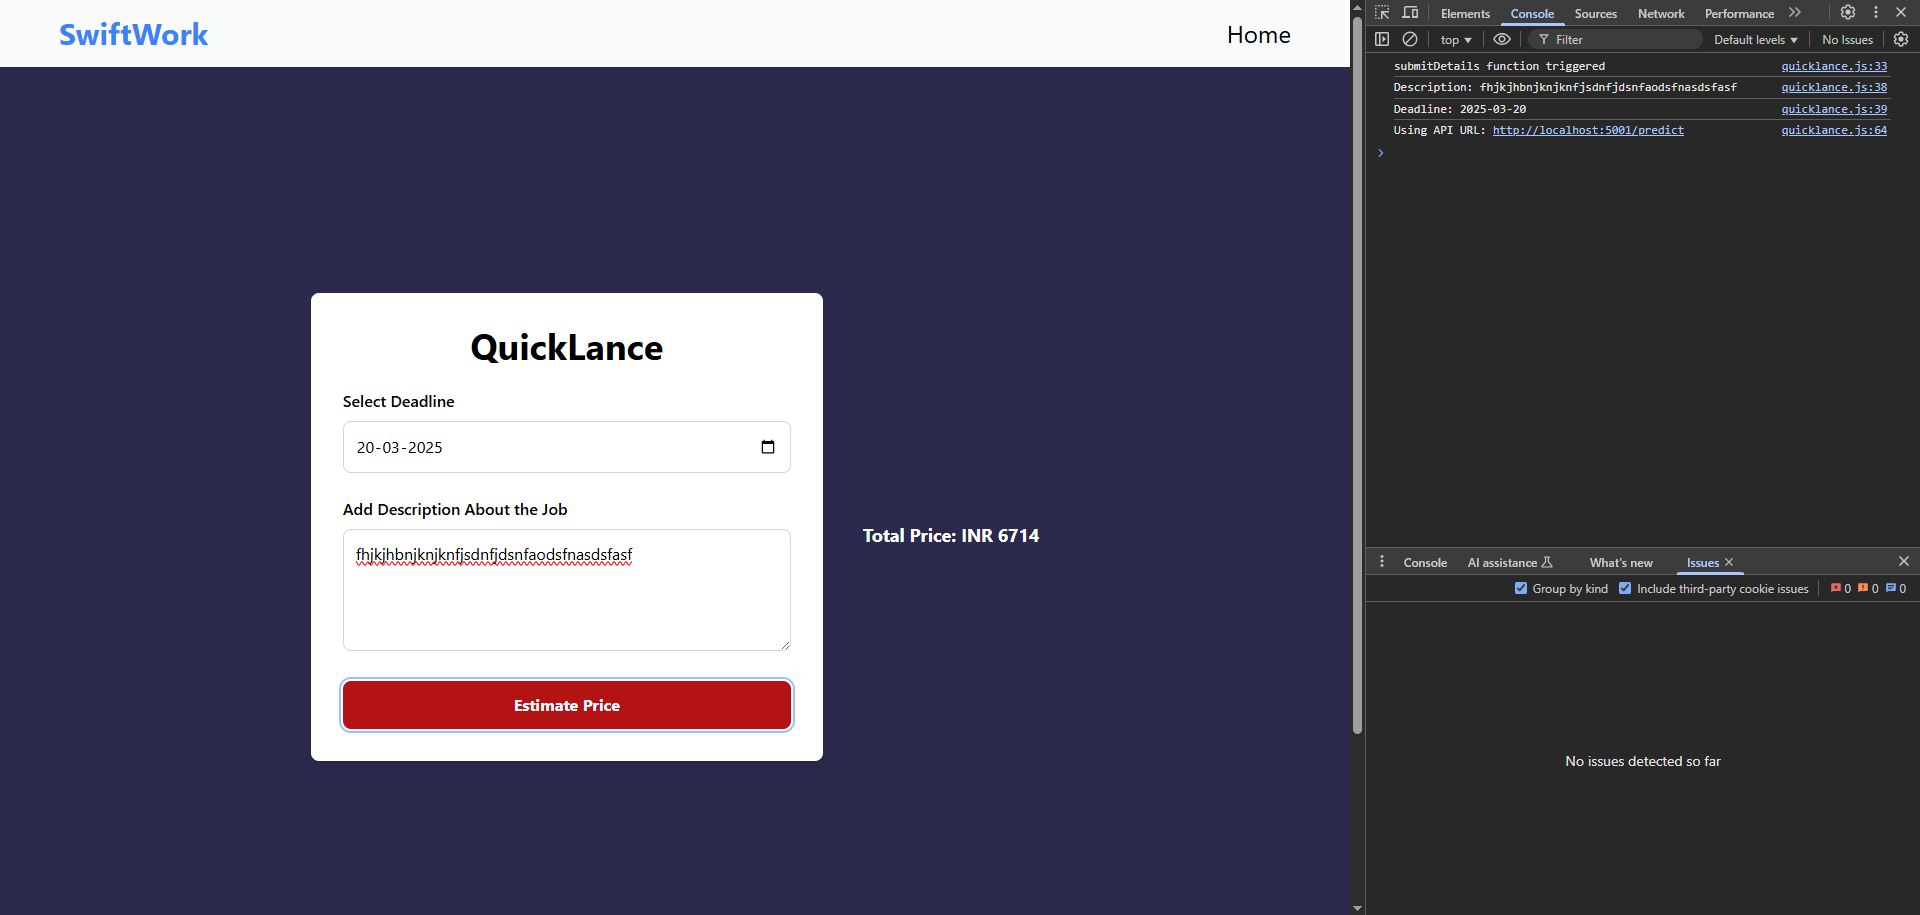 SwiftWork
Home
QuickLance
Select Deadline
20-03-2025
Add Description About the Job
fhjkjhbnjknjknfjsdnfjdsnfaodsfnasdsfasf
Estimate Price
Total Price: INR 6714
Elements Console Sources Network Performance
top Filter Default levels No Issues
submitDetails function triggered quicklance.js:33
Description: fhjkjhbnjknjknfjsdnfjdsnfaodsfnasdsfasf quicklance.js:38
Deadline: 2025-03-20 quicklance.js:39
Using API URL: http://localhost:5001/predict quicklance.js:64
Console AI assistance What's new Issues
Group by kind Include third-party cookie issues 0 0 0
No issues detected so far